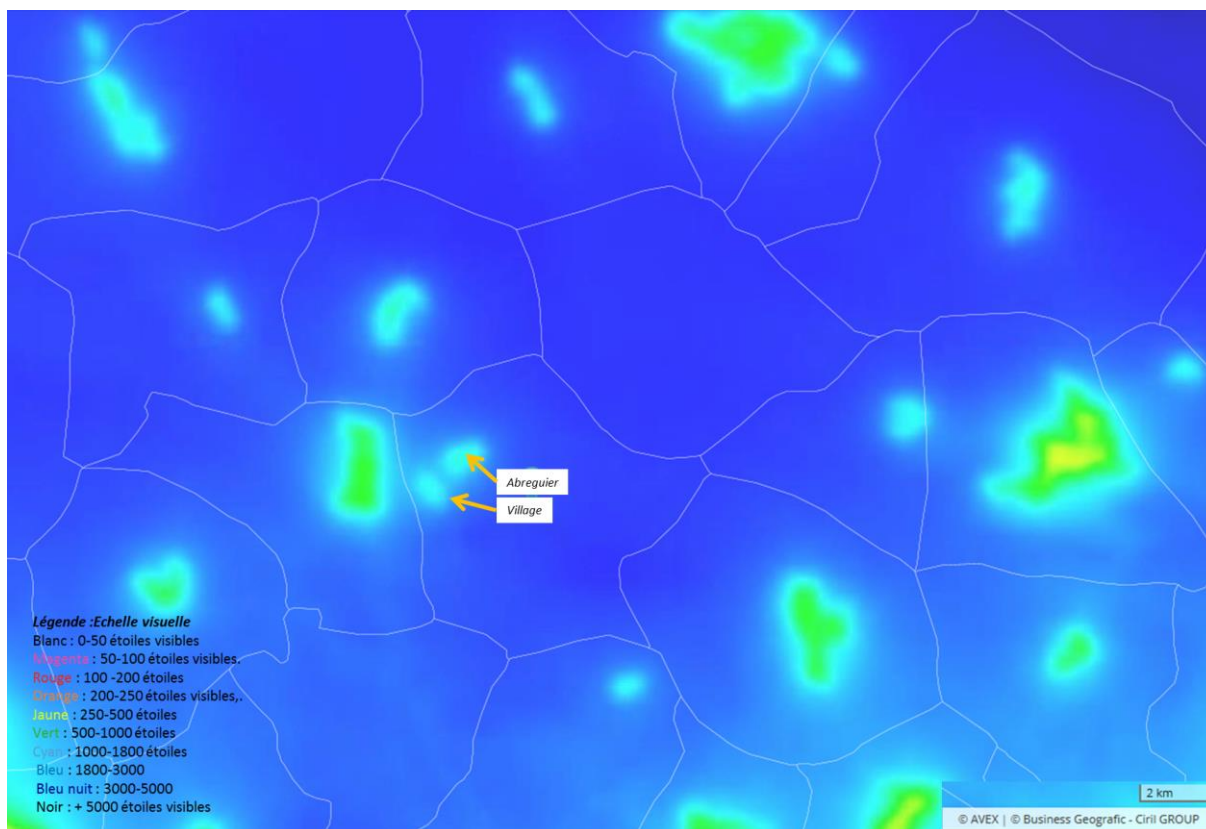 Abreguier
Village
Légende :Echelle visuelle
Blanc : 0-50 étoiles visibles
Magenta : 50-100 étoiles visibles.
Rouge : 100 -200 étoiles
Orange : 200-250 étoiles visibles,.
Jaune : 250-500 étoiles
Vert : 500-1000 étoiles
Cyan : 1000-1800 étoiles
Bleu : 1800-3000
Bleu nuit : 3000-5000
Noir : + 5000 étoiles visibles
2 km
© AVEX | © Business Geografic - Ciril GROUP